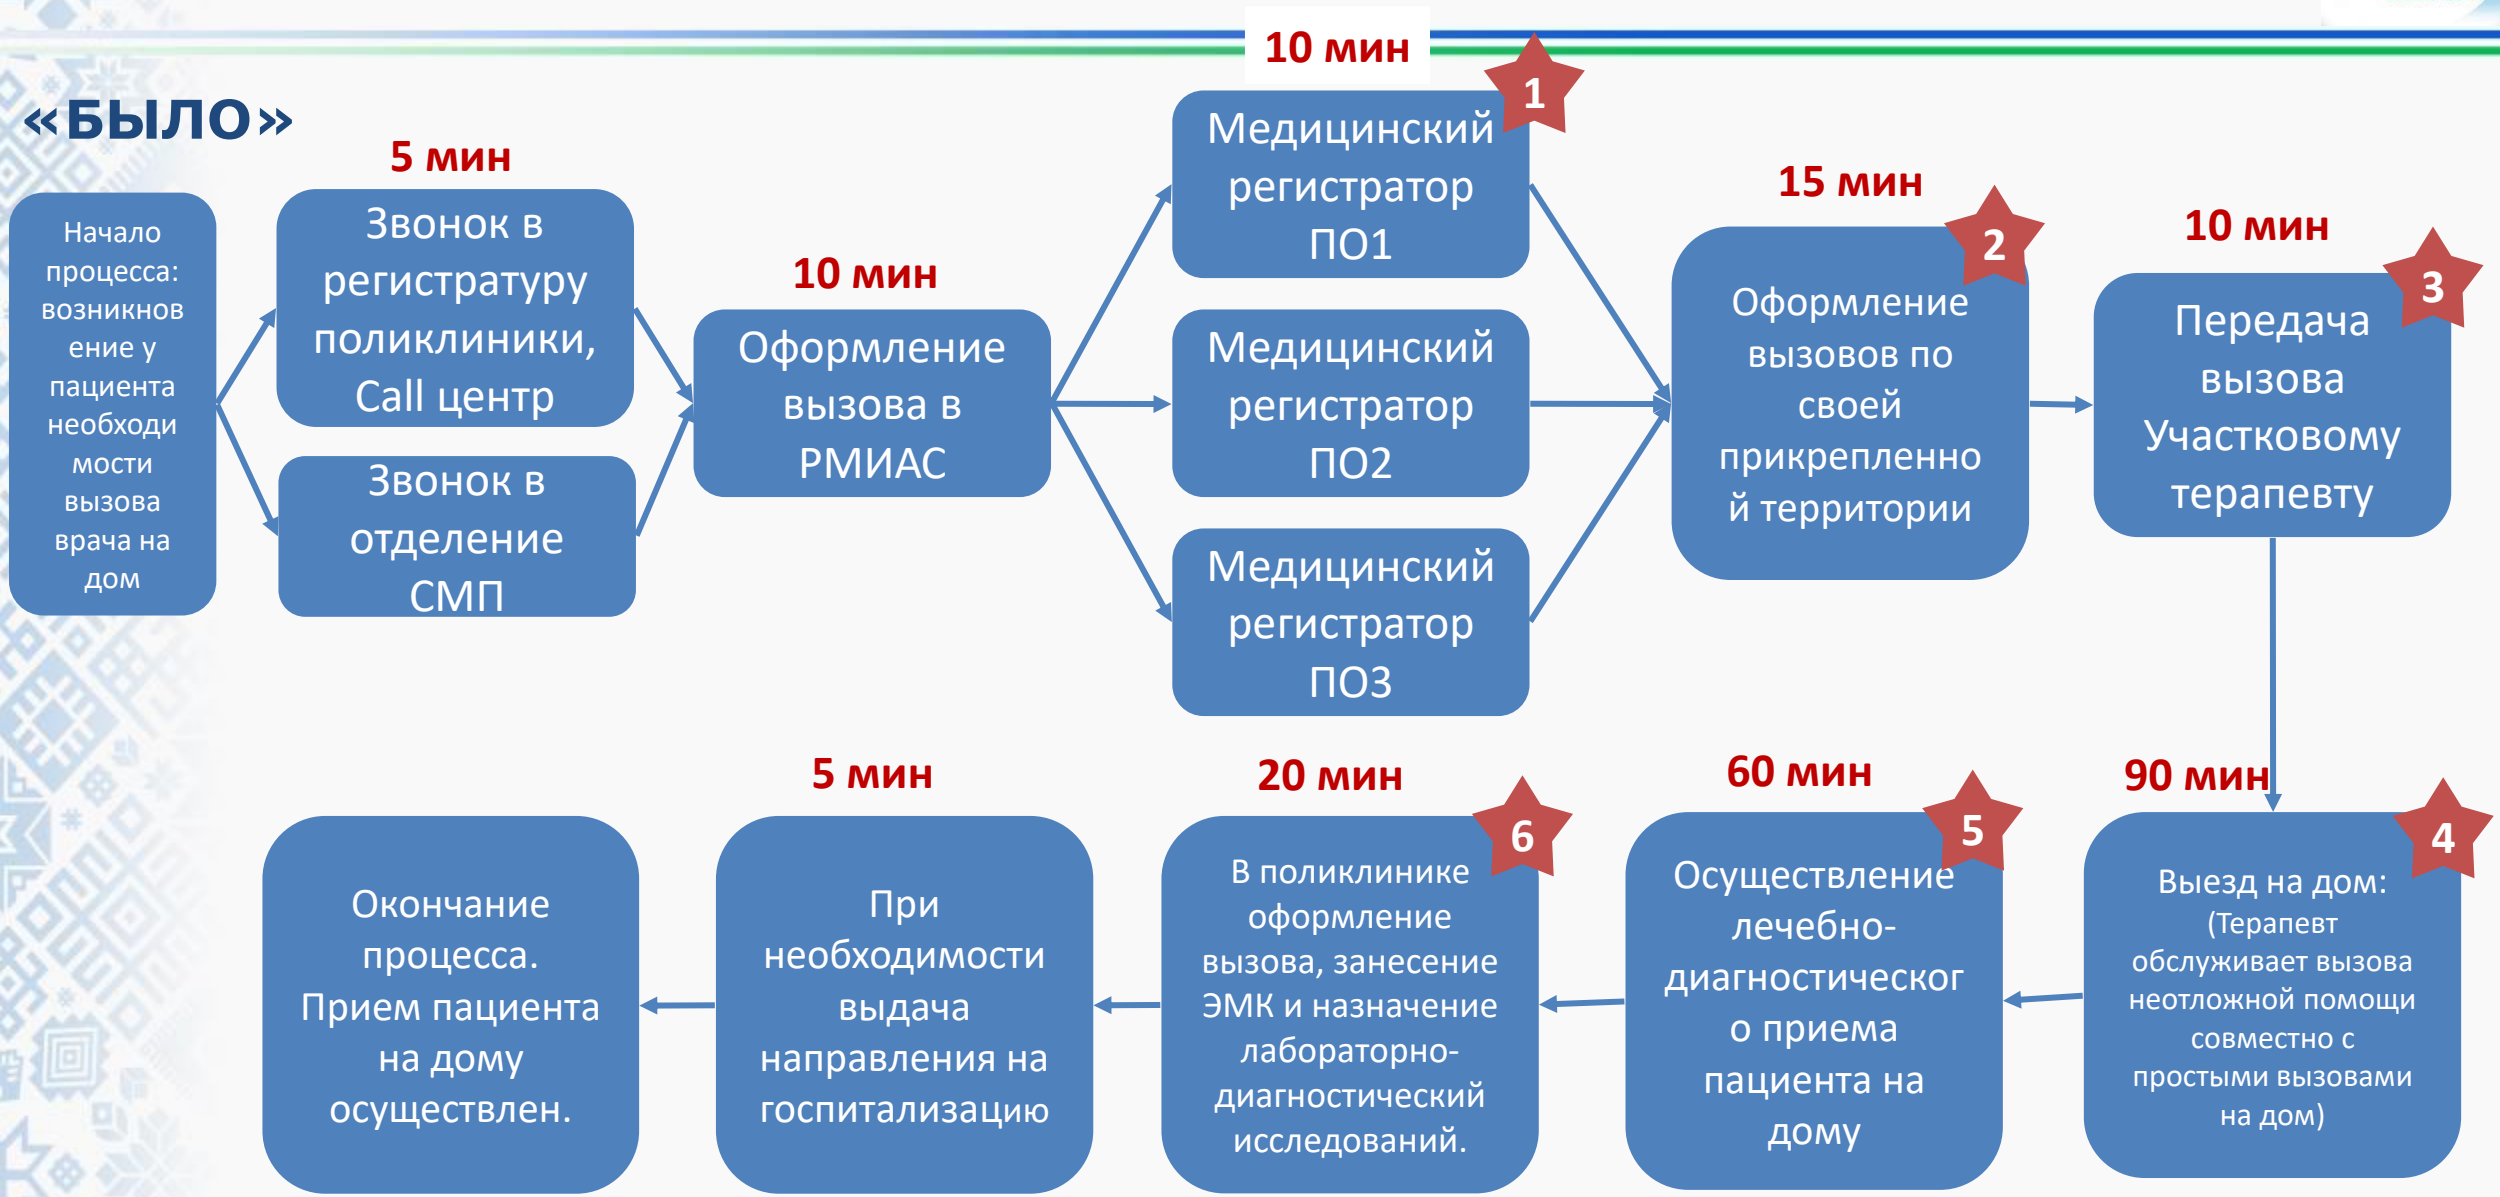 «БЫЛО»
Начало
процесса:
возникнов
ение у
пациента
необходи
мости
вызова
врача на
дом
5 мин
Звонок в
регистратуру
поликлиники,
Call центр
Звонок в
отделение
СМП
10 мин
Оформление
вызова в
РМИАС
10 мин
1
Медицинский
регистратор
ПО1
Медицинский
регистратор
ПО2
Медицинский
регистратор
ПО3
15 мин
2
Оформление
вызовов по
своей
прикрепленно
й территории
10 мин
3
Передача
вызова
Участковому
терапевту
90 мин
4
Выезд на дом:
(Терапевт
обслуживает вызова
неотложной помощи
совместно с
простыми вызовами
на дом)
60 мин
5
Осуществление
лечебно-
диагностическог
о приема
пациента на
дому
20 мин
6
В поликлинике
оформление
вызова, занесение
ЭМК и назначение
лабораторно-
диагностический
исследований.
5 мин
При
необходимости
выдача
направления на
госпитализацию
Окончание
процесса.
Прием пациента
на дому
осуществлен.